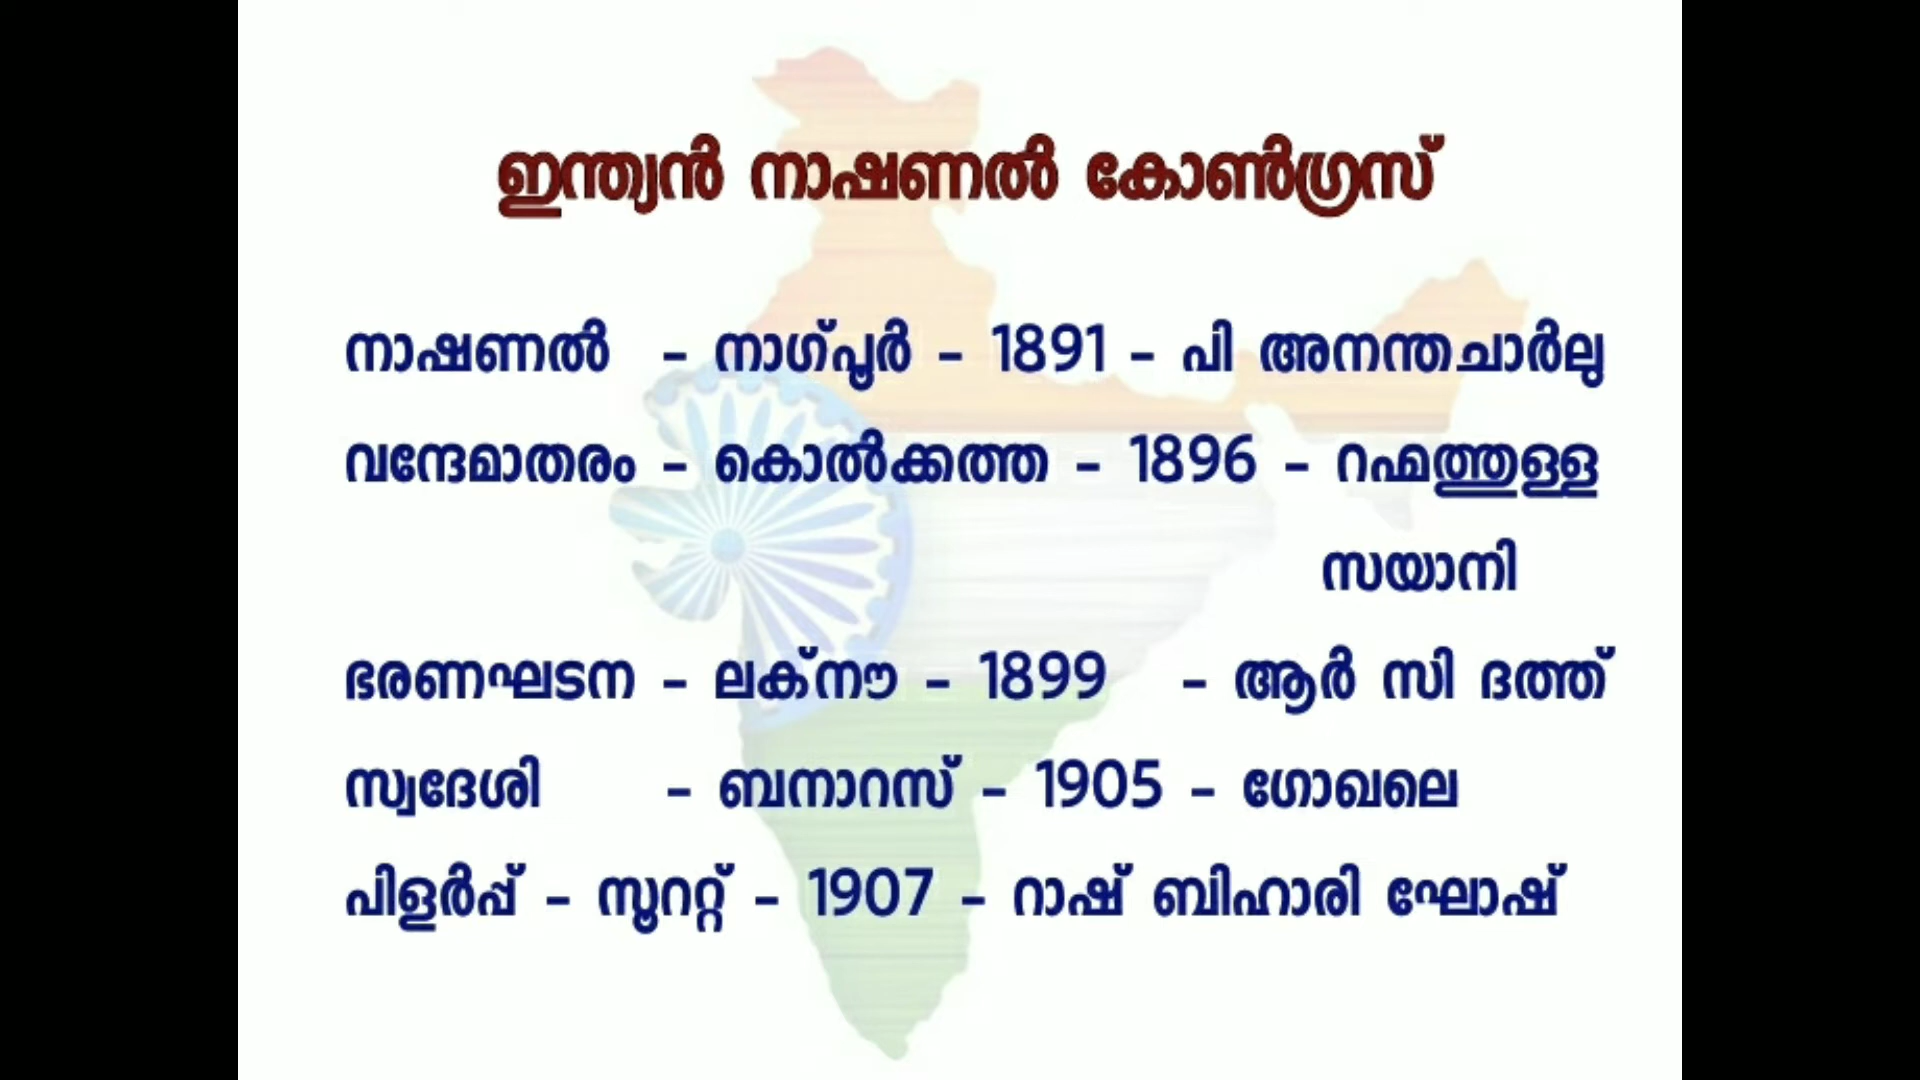 ഇന്ത്യൻ നാഷണൽ കോൺഗ്രസ്
നാഷണൽ – നാഗ്പൂർ – 1891 – പി അനന്തചാർലു
വന്ദേമാതരം – കൊൽക്കത്ത – 1896 – റഹ്മത്തുള്ള
സയാനി
ഭരണഘടന – ലക്നൗ – 1899 – ആർ സി ദത്ത്
സ്വദേശി – ബനാറസ് – 1905 – ഗോഖലെ
പിളർപ്പ് – സൂററ്റ് – 1907 – റാഷ് ബിഹാരി ഘോഷ്